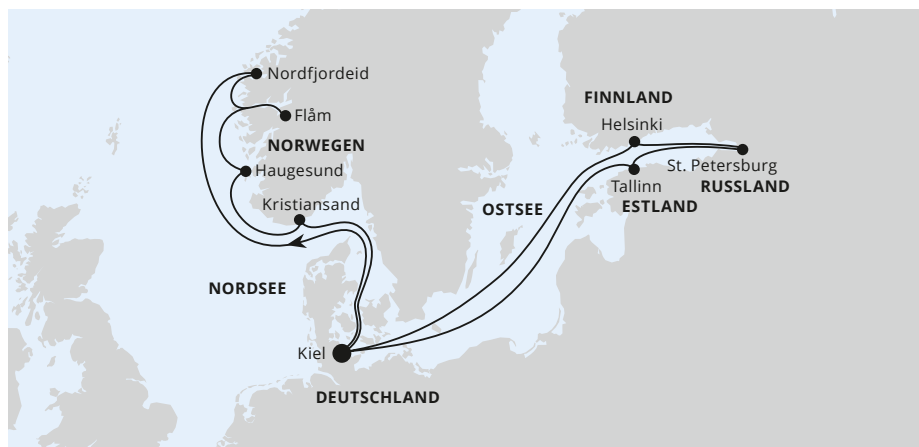 Nordfjordeid
Flåm
FINNLAND
Helsinki
NORWEGEN
Haugesund
St. Petersburg
Tallinn
RUSSLAND
Kristiansand
OSTSEE
ESTLAND
NORDSEE
Kiel
DEUTSCHLAND